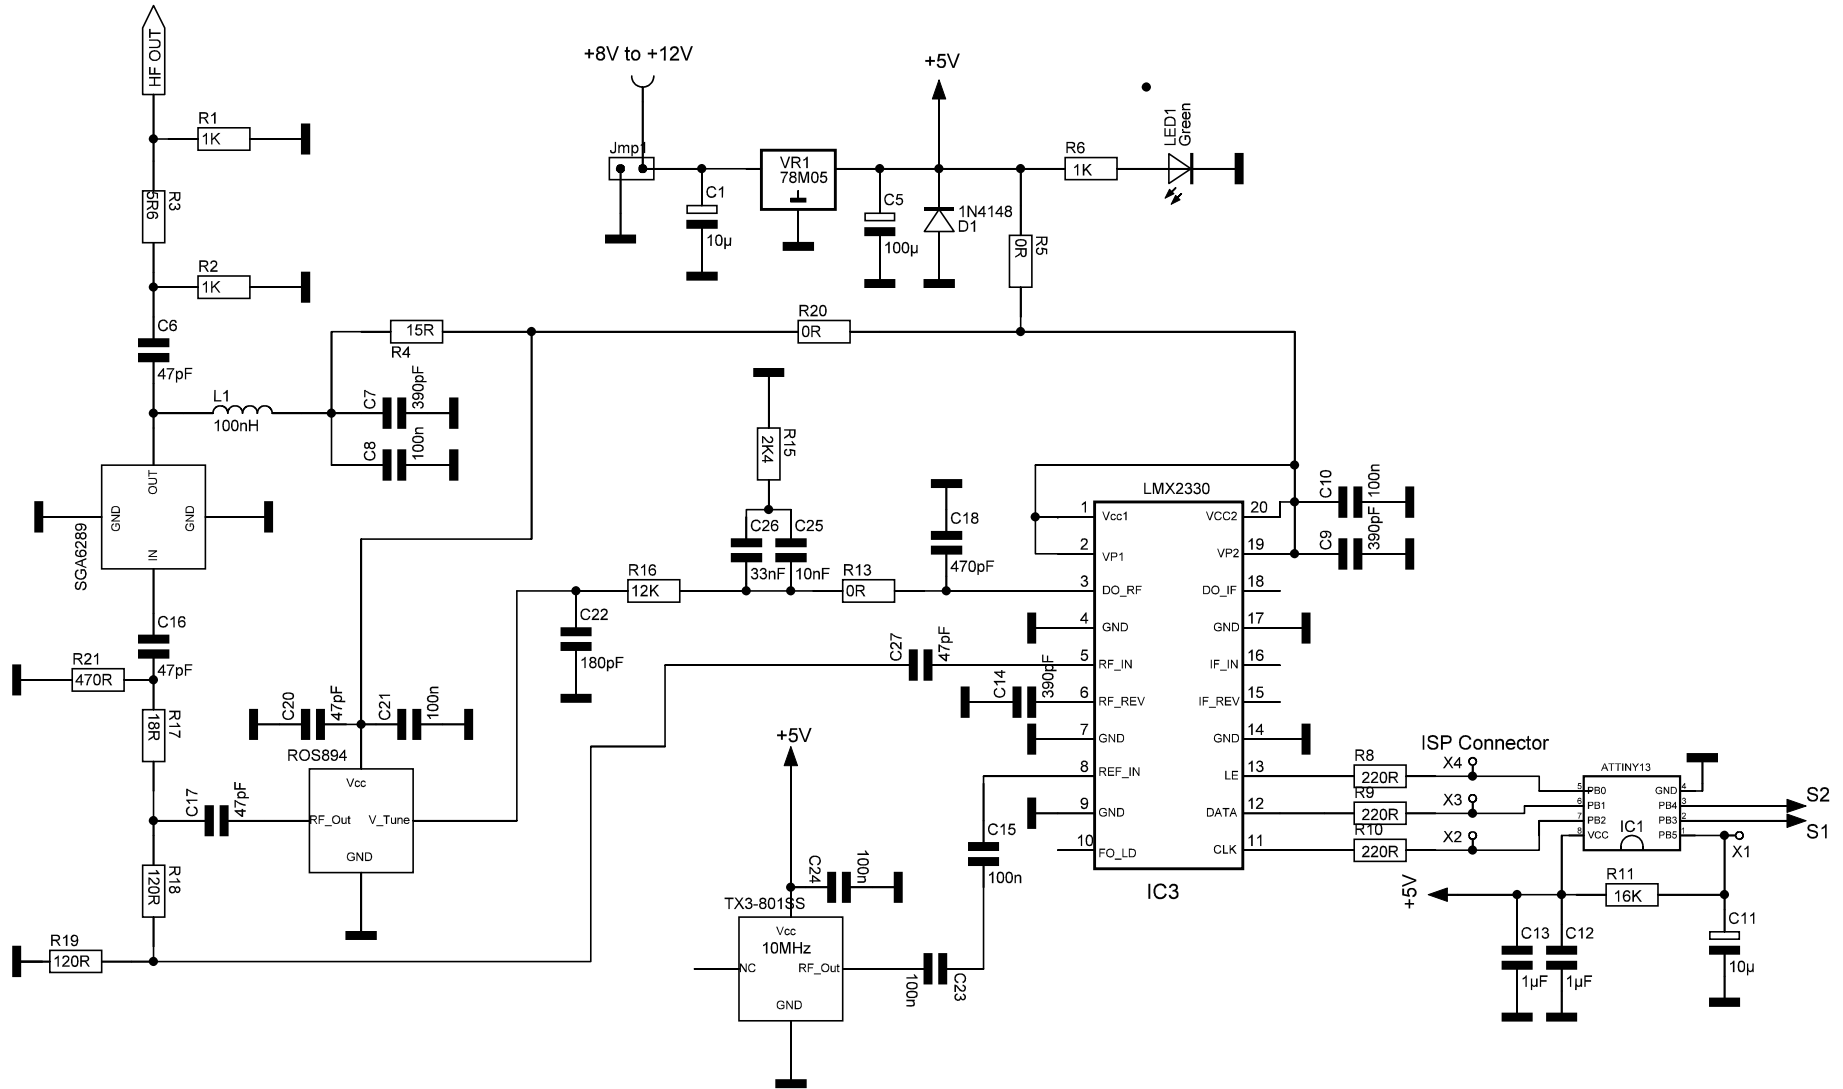 HF OUT
R1
1K
R3
5R6
R2
1K
C6
47pF
L1
100nH
15R
R4
C7
390pF
C8
100n
OUT
GND
GND
IN
SGA6289
C16
47pF
R21
470R
R17
18R
C17
47pF
R18
120R
R19
120R
C20
47pF
C21
100n
ROS894
Vcc
RF_Out
V_Tune
GND
+8V to +12V
Jmp1
C1
10µ
VR1
78M05
C5
100µ
+5V
1N4148
D1
R5
0R
R6
1K
LED1
Green
R20
0R
R15
2K4
C26
33nF
C25
10nF
R16
12K
C22
180pF
R13
0R
C18
470pF
C27
47pF
C14
390pF
+5V
C24
100n
TX3-801SS
Vcc
10MHz
NC
RF_Out
GND
100n
C23
C15
100n
LMX2330
1
Vcc1
2
VP1
3
DO_RF
4
GND
5
RF_IN
6
RF_REV
7
GND
8
REF_IN
9
GND
10
FO_LD
20
VCC2
19
VP2
18
DO_IF
17
GND
16
IF_IN
15
IF_REV
14
GND
13
LE
12
DATA
11
CLK
IC3
C10
100n
C9
390pF
ISP Connector
R8
220R
X4
R9
220R
X3
R10
220R
X2
ATTINY13
5
PB0
6
PB1
7
PB2
8
VCC
GND
4
PB4
3
PB3
2
PB5
1
IC1
S2
S1
X1
+5V
R11
16K
C13
1µF
C12
1µF
C11
10µ